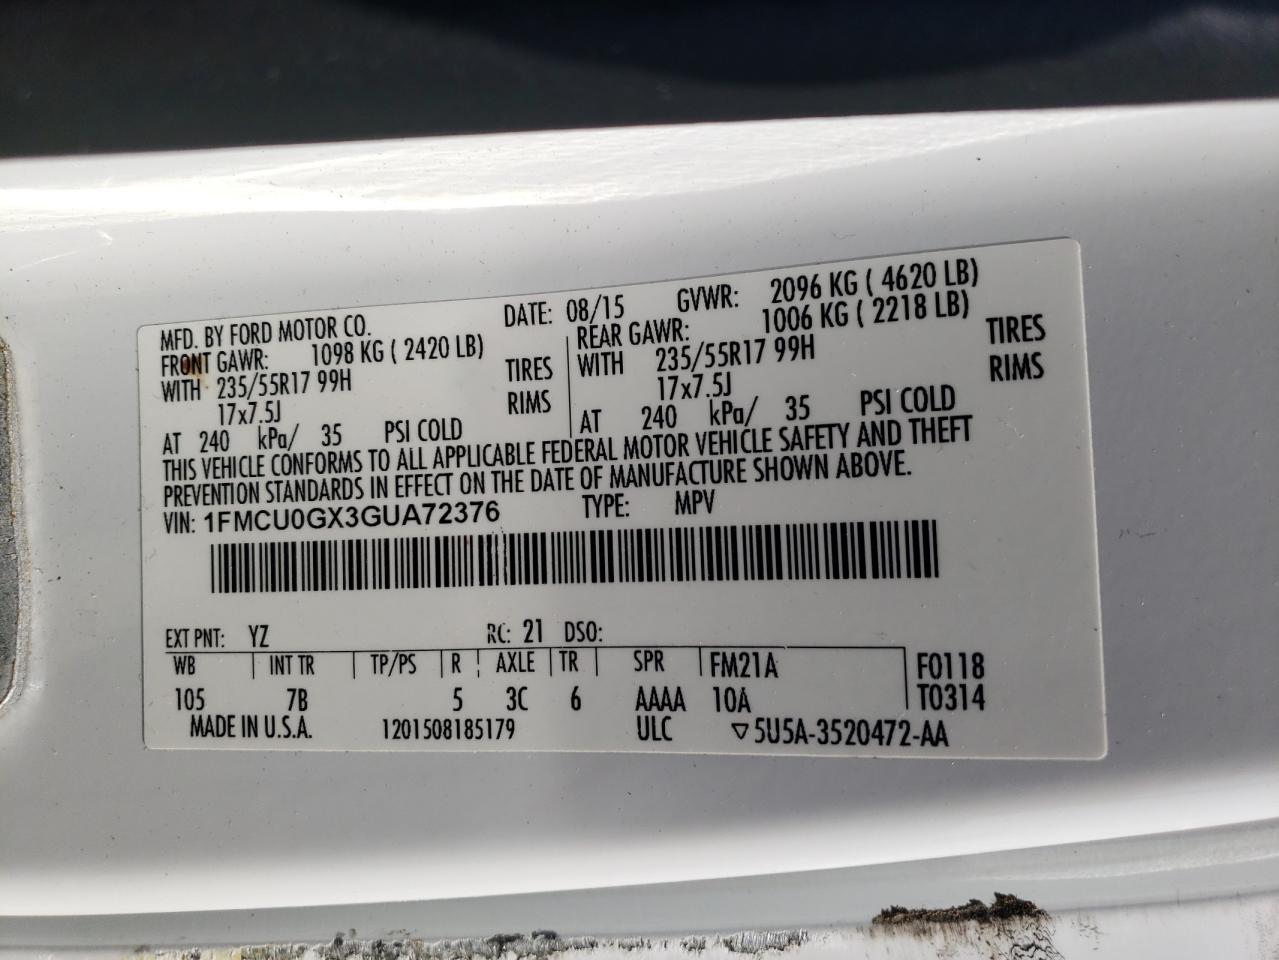 MFD. BY FORD MOTOR CO. DATE: 08/15 GVWR: 2096 KG ( 4620 LB)
FRONT GAWR: 1098 KG ( 2420 LB) REAR GAWR: 1006 KG ( 2218 LB)
WITH 235/55R17 99H TIRES WITH 235/55R17 99H TIRES
17x7.5J RIMS 17x7.5J RIMS
AT 240 kPa/ 35 PSI COLD AT 240 kPa/ 35 PSI COLD
THIS VEHICLE CONFORMS TO ALL APPLICABLE FEDERAL MOTOR VEHICLE SAFETY AND THEFT
PREVENTION STANDARDS IN EFFECT ON THE DATE OF MANUFACTURE SHOWN ABOVE.
VIN: 1FMCU0GX3GUA72376 TYPE: MPV
EXT PNT: YZ RC: 21 DSO:
WB INT TR TP/PS R AXLE TR SPR FM21A F0118
105 7B 5 3C 6 AAAA 10A T0314
MADE IN U.S.A. 1201508185179 ULC ▽5U5A-3520472-AA